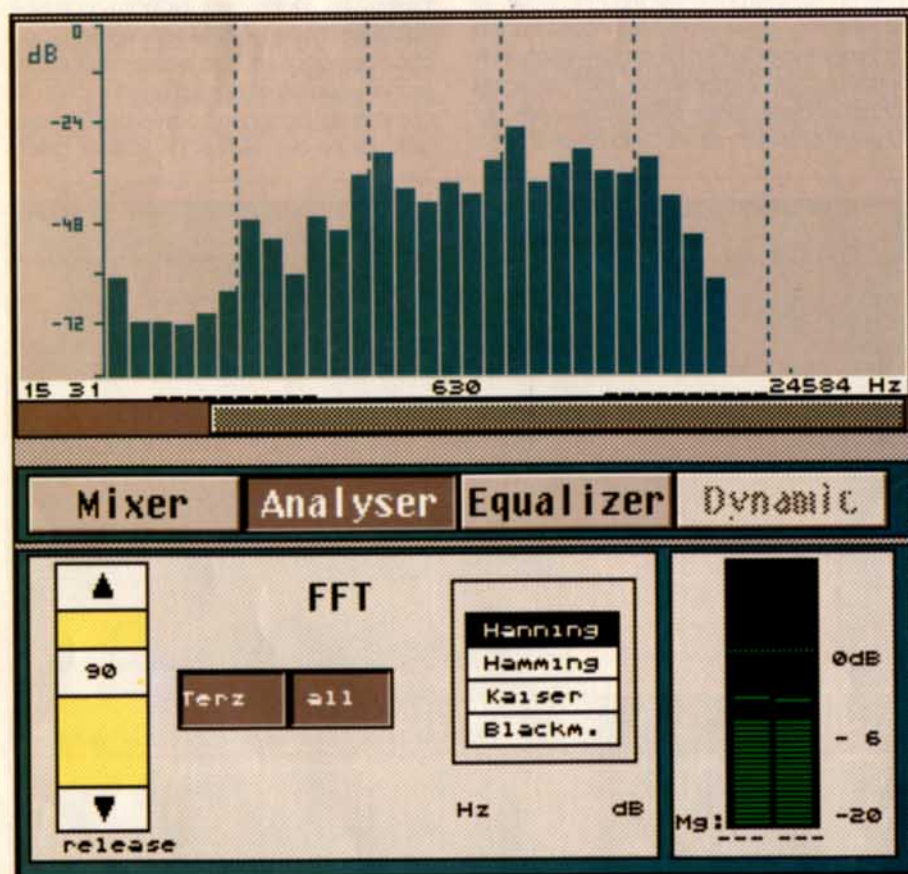 0
dB
-24
-48
-72
15 31 630 24584 Hz
Mixer Analyser Equalizer Dynamic
FFT
90
release
Terz all
Hanning
Hamming
Kaiser
Blackm.
Hz dB
0dB
- 6
-20
Mg: --- ---